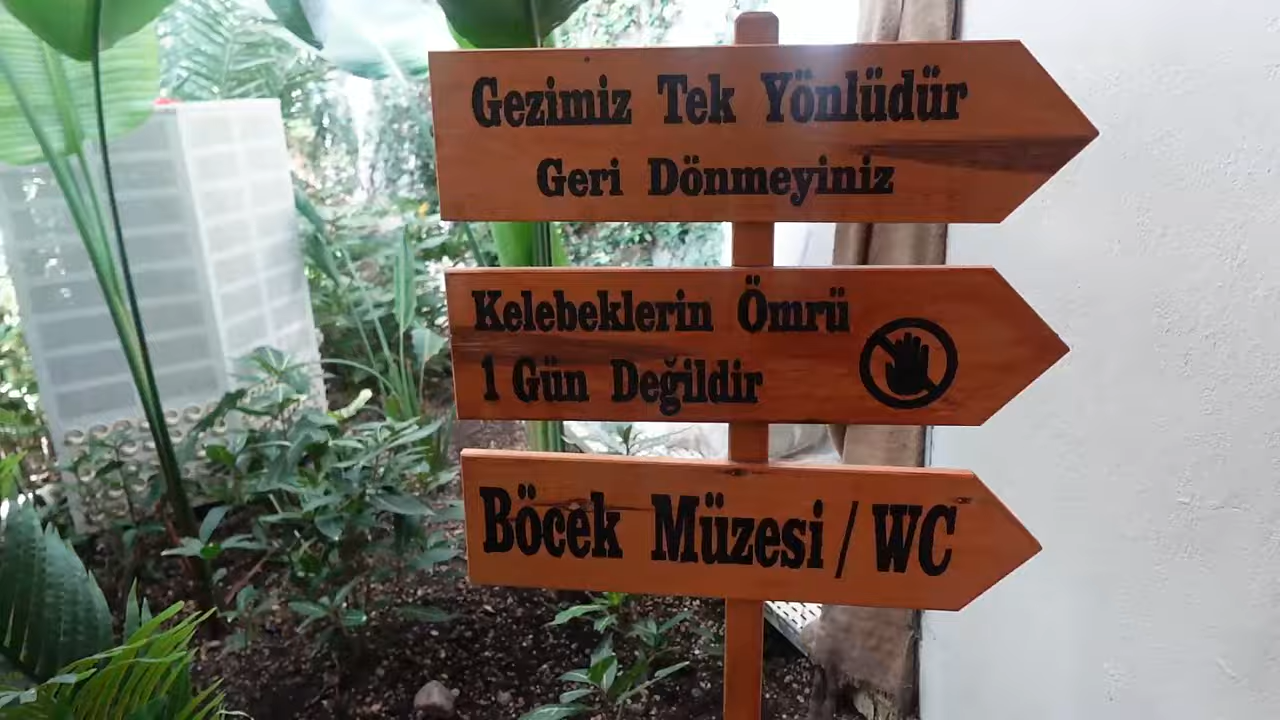 Gezimiz Tek Yönlüdür
Geri Dönmeyiniz
Kelebeklerin Ömrü
1 Gün Değildir
Böcek Müzesi / WC